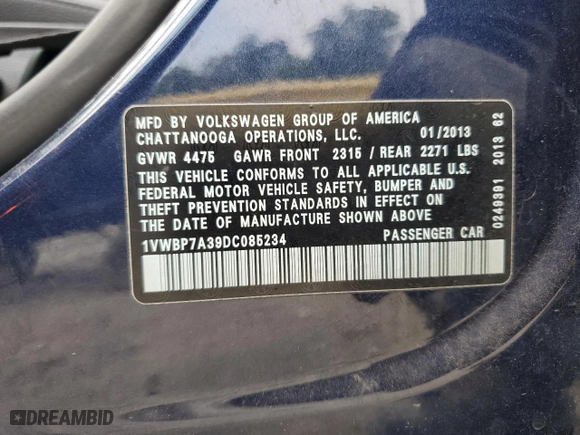 MFD BY VOLKSWAGEN GROUP OF AMERICA
CHATTANOOGA OPERATIONS, LLC. 01/2013
GVWR 4475 GAWR FRONT 2315 / REAR 2271 LBS
THIS VEHICLE CONFORMS TO ALL APPLICABLE U.S.
FEDERAL MOTOR VEHICLE SAFETY, BUMPER AND
THEFT PREVENTION STANDARDS IN EFFECT ON
THE DATE OF MANUFACTURE SHOWN ABOVE
1VWBP7A39DC085234 PASSENGER CAR
0249391 2013 62
DREAMBID